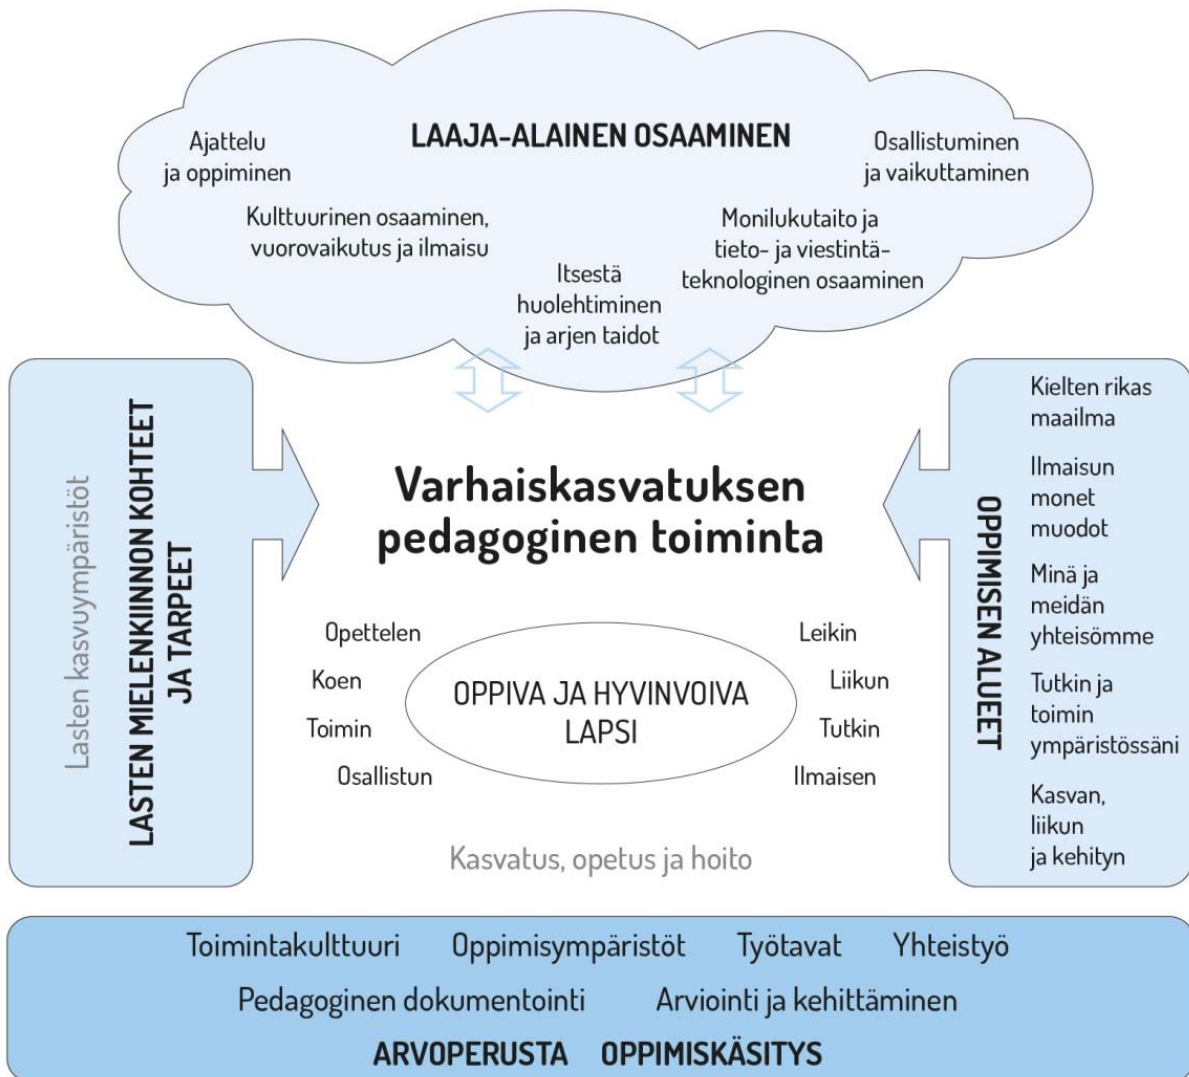 LAAJA-ALAINEN OSAAMINEN
Ajattelu
ja oppiminen
Kulttuurinen osaaminen,
vuorovaikutus ja ilmaisu
Itsestä
huolehtiminen
ja arjen taidot
Monilukutaito ja
tieto- ja viestintä-
teknologinen osaaminen
Osallistuminen
ja vaikuttaminen
Lasten kasvuympäristöt
LASTEN MIELENKIINNON KOHTEET
JA TARPEET
Varhaiskasvatuksen
pedagoginen toiminta
Opettelen
Koen
Toimin
Osallistun
OPPIVA JA HYVINVOIVA
LAPSI
Leikin
Liikun
Tutkin
Ilmaisen
Kasvatus, opetus ja hoito
OPPIMISEN ALUEET
Kielten rikas
maailma
Ilmaisun
monet
muodot
Minä ja
meidän
yhteisömme
Tutkin ja
toimin
ympäristössäni
Kasvan,
liikun
ja kehityn
Toimintakulttuuri Oppimisympäristöt Työtavat Yhteistyö
Pedagoginen dokumentointi Arviointi ja kehittäminen
ARVOPERUSTA OPPIMISKÄSITYS